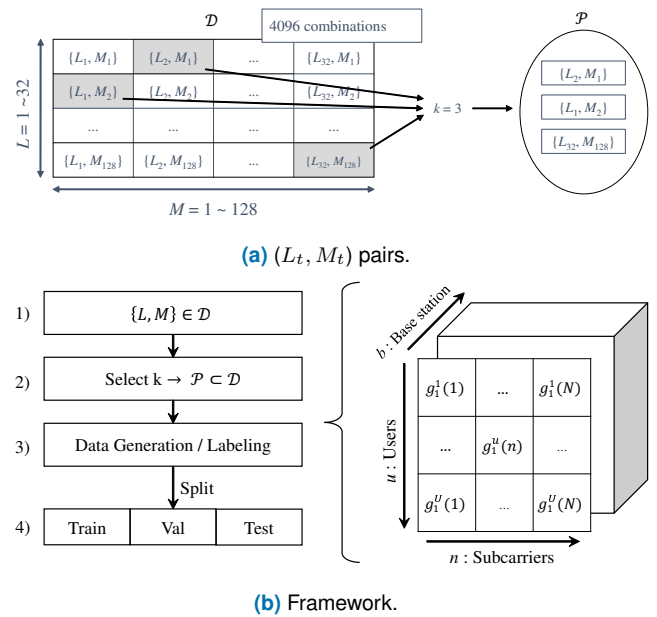 𝒟
4096 combinations
𝒫
L = 1 ~32
{L₁, M₁} {L₂, M₁} ... {L₃₂, M₁}
{L₁, M₂} {L₂, M₂} ... {L₃₂, M₂}
... ... ... ...
{L₁, M₁₂₈} {L₂, M₁₂₈} ... {L₃₂, M₁₂₈}
k = 3
{L₂, M₁}
{L₁, M₂}
{L₃₂, M₁₂₈}
M = 1 ~ 128
(a) (Lₜ, Mₜ) pairs.
1) {L, M} ∈ 𝒟
2) Select k → 𝒫 ⊂ 𝒟
3) Data Generation / Labeling
Split
4) Train Val Test
b : Base station
u : Users
g₁¹(1) ... g₁¹(N)
... g₁ᵘ(n) ...
g₁ᵁ(1) ... g₁ᵁ(N)
n : Subcarriers
(b) Framework.